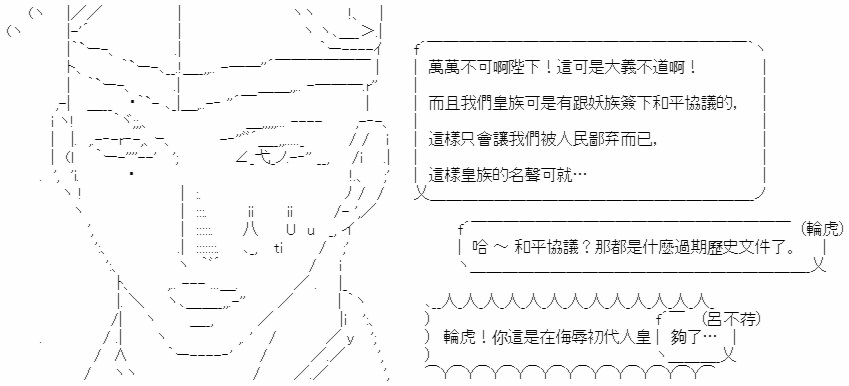 萬萬不可啊陛下！這可是大義不道啊！
而且我們皇族可是有跟妖族簽下和平協議的,
這樣只會讓我們被人民鄙弃而已,
這樣皇族的名聲可就…
(輪虎)
哈 ～ 和平協議？那都是什麼過期歷史文件了。
(呂不荐)
輪虎！你這是在侮辱初代人皇
夠了…